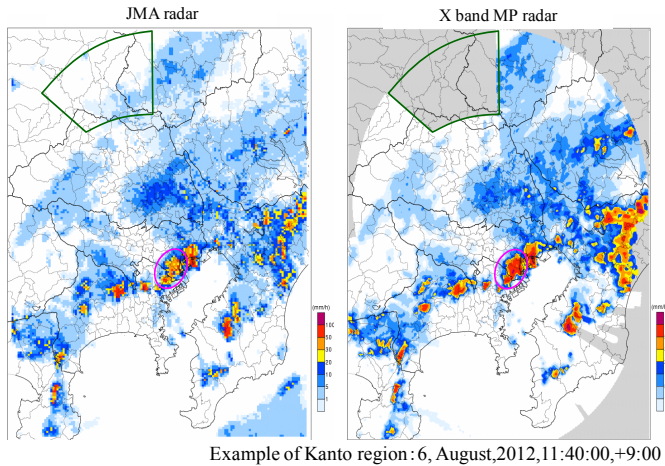 JMA radar
X band MP radar
(mm/h)
100
50
30
20
10
5
1
(mm/
Example of Kanto region: 6, August,2012,11:40:00,+9:00